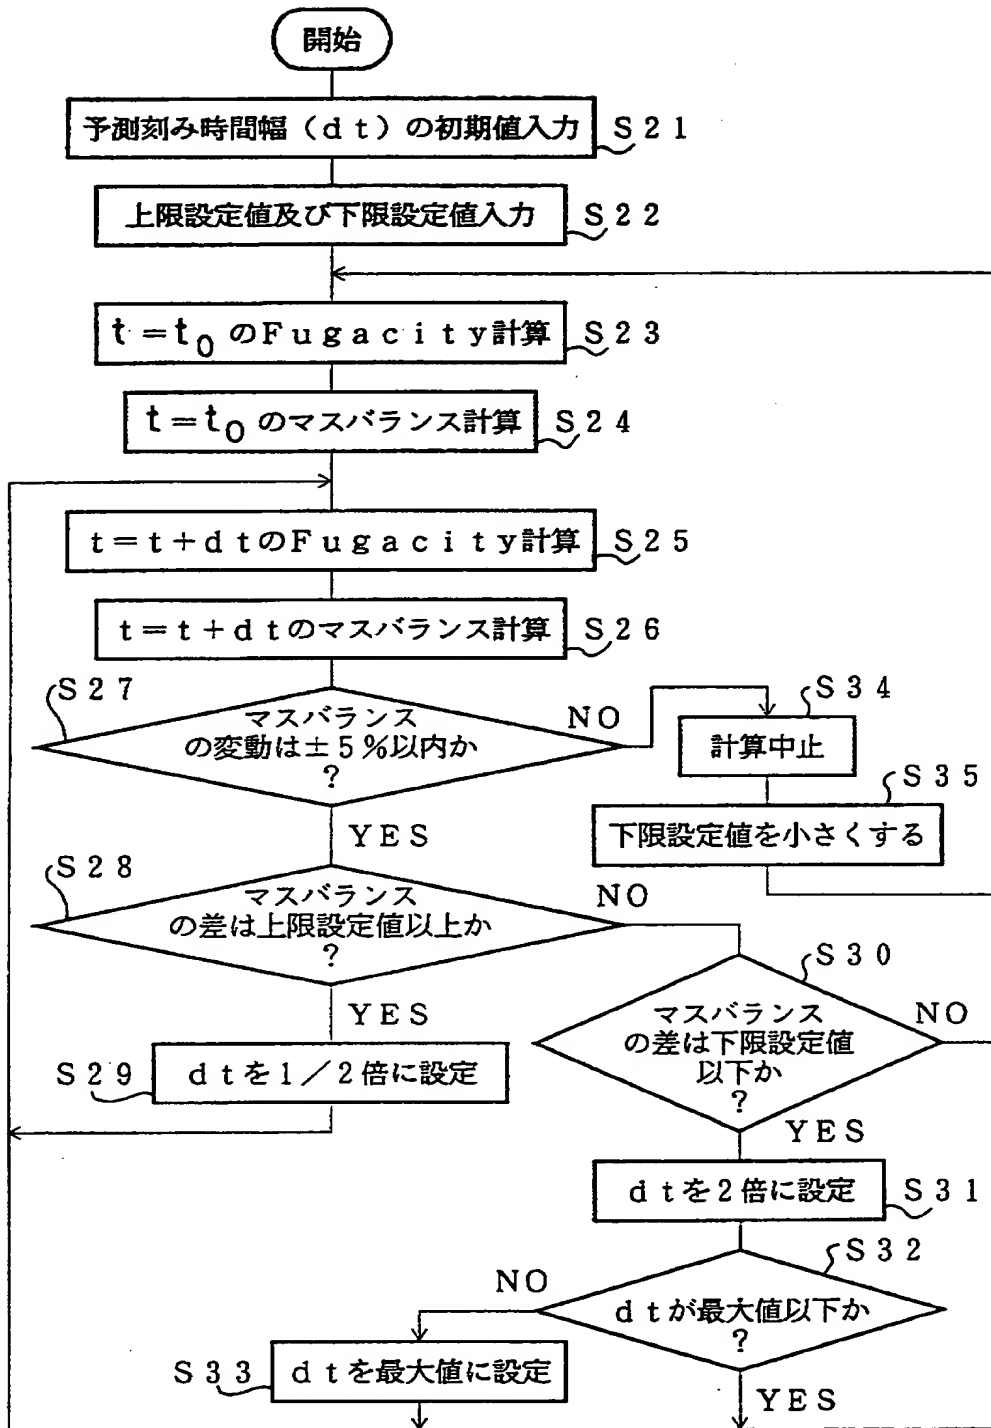 開始
予測刻み時間幅（dt）の初期値入力 S21
上限設定値及び下限設定値入力 S22
t＝t₀のFugacity計算 S23
t＝t₀のマスバランス計算 S24
t＝t＋dtのFugacity計算 S25
t＝t＋dtのマスバランス計算 S26
S27
マスバランス
の変動は±5％以内か
？
NO
YES
S34
計算中止
S35
下限設定値を小さくする
S28
マスバランス
の差は上限設定値以上か
？
NO
YES
S29 dtを1／2倍に設定
S30
マスバランス
の差は下限設定値
以下か
？
NO
YES
dtを2倍に設定 S31
S32
dtが最大値以下か
？
NO
YES
S33 dtを最大値に設定